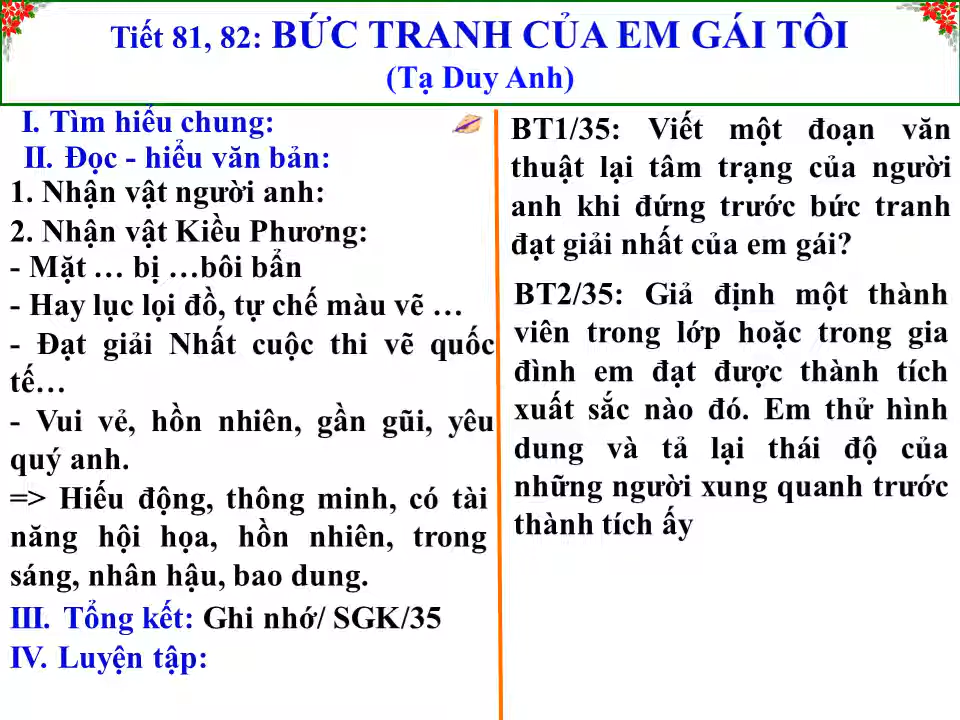 Tiết 81, 82: BỨC TRANH CỦA EM GÁI TÔI
(Tạ Duy Anh)
I. Tìm hiểu chung:
II. Đọc - hiểu văn bản:
1. Nhận vật người anh:
2. Nhận vật Kiều Phương:
- Mặt … bị …bôi bẩn
- Hay lục lọi đồ, tự chế màu vẽ …
- Đạt giải Nhất cuộc thi vẽ quốc
tế…
- Vui vẻ, hồn nhiên, gần gũi, yêu
quý anh.
=> Hiếu động, thông minh, có tài
năng hội họa, hồn nhiên, trong
sáng, nhân hậu, bao dung.
III. Tổng kết: Ghi nhớ/ SGK/35
IV. Luyện tập:
BT1/35: Viết một đoạn văn
thuật lại tâm trạng của người
anh khi đứng trước bức tranh
đạt giải nhất của em gái?
BT2/35: Giả định một thành
viên trong lớp hoặc trong gia
đình em đạt được thành tích
xuất sắc nào đó. Em thử hình
dung và tả lại thái độ của
những người xung quanh trước
thành tích ấy